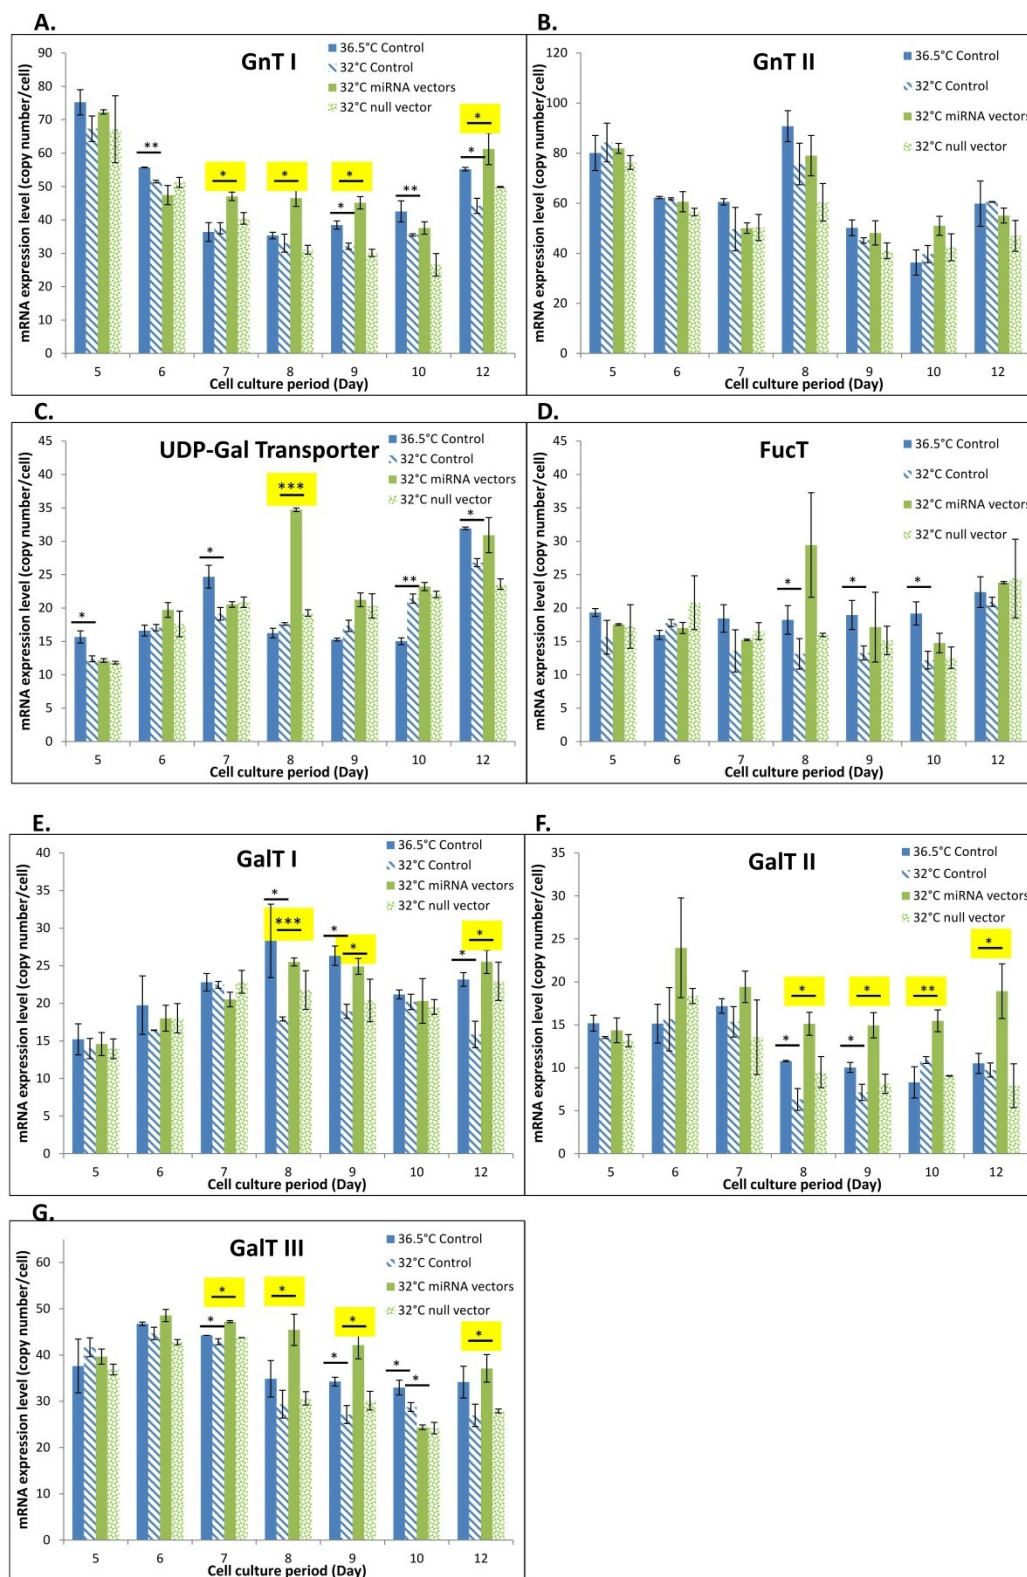 A.
GnT I
36.5°C Control
32°C Control
32°C miRNA vectors
32°C null vector
mRNA expression level (copy number/cell)
90
80
70
60
50
40
30
20
10
0
**
*
*
*
*
**
*
*
5 6 7 8 9 10 12
Cell culture period (Day)
B.
GnT II
36.5°C Control
32°C Control
32°C miRNA vectors
32°C null vector
mRNA expression level (copy number/cell)
120
100
80
60
40
20
0
5 6 7 8 9 10 12
Cell culture period (Day)
C.
UDP-Gal Transporter
36.5°C Control
32°C Control
32°C miRNA vectors
32°C null vector
mRNA expression level (copy number/cell)
45
40
35
30
25
20
15
10
5
0
*
*
***
**
*
5 6 7 8 9 10 12
Cell culture period (Day)
D.
FucT
36.5°C Control
32°C Control
32°C miRNA vectors
32°C null vector
mRNA expression level (copy number/cell)
45
40
35
30
25
20
15
10
5
0
*
*
*
5 6 7 8 9 10 12
Cell culture period (Day)
E.
GalT I
36.5°C Control
32°C Control
32°C miRNA vectors
32°C null vector
mRNA expression level (copy number/cell)
40
35
30
25
20
15
10
5
0
*
***
*
*
*
*
5 6 7 8 9 10 12
Cell culture period (Day)
F.
GalT II
36.5°C Control
32°C Control
32°C miRNA vectors
32°C null vector
mRNA expression level (copy number/cell)
35
30
25
20
15
10
5
0
*
*
*
*
**
*
5 6 7 8 9 10 12
Cell culture period (Day)
G.
GalT III
36.5°C Control
32°C Control
32°C miRNA vectors
32°C null vector
mRNA expression level (copy number/cell)
60
50
40
30
20
10
0
*
*
*
*
*
*
*
*
5 6 7 8 9 10 12
Cell culture period (Day)